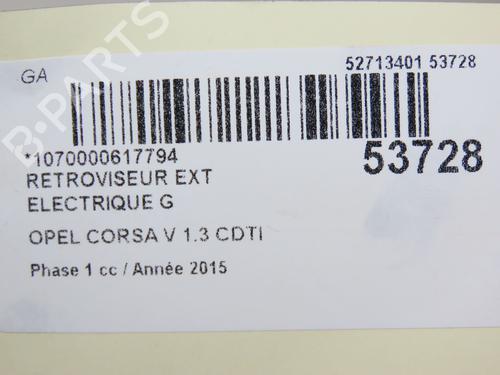 GA
52713401 53728
*1070000617794
53728
RETROVISEUR EXT
ELECTRIQUE G
OPEL CORSA V 1.3 CDTI
Phase 1 cc / Année 2015
B-PARTS